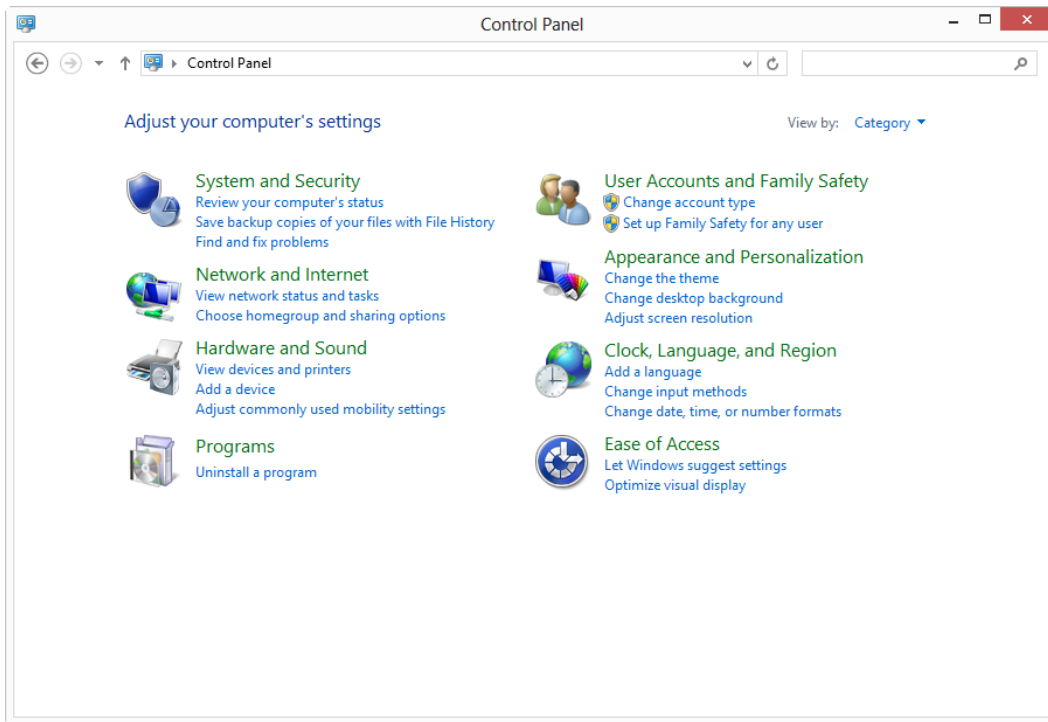 Control Panel
Control Panel
Adjust your computer's settings
View by: Category
System and Security
Review your computer's status
Save backup copies of your files with File History
Find and fix problems
Network and Internet
View network status and tasks
Choose homegroup and sharing options
Hardware and Sound
View devices and printers
Add a device
Adjust commonly used mobility settings
Programs
Uninstall a program
User Accounts and Family Safety
Change account type
Set up Family Safety for any user
Appearance and Personalization
Change the theme
Change desktop background
Adjust screen resolution
Clock, Language, and Region
Add a language
Change input methods
Change date, time, or number formats
Ease of Access
Let Windows suggest settings
Optimize visual display